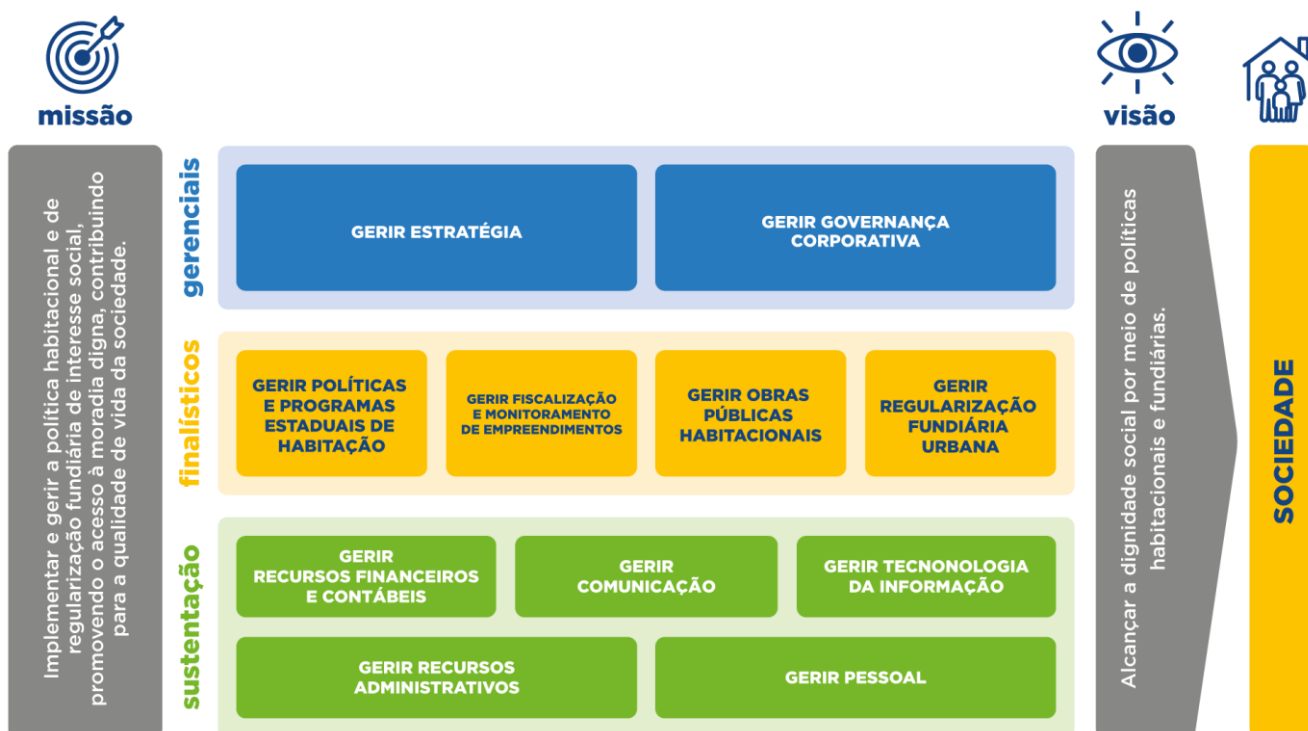 missão
visão
Implementar e gerir a política habitacional e de
regularização fundiária de interesse social,
promovendo o acesso à moradia digna, contribuindo
para a qualidade de vida da sociedade.
gerenciais
GERIR ESTRATÉGIA
GERIR GOVERNANÇA
CORPORATIVA
finalísticos
GERIR POLÍTICAS
E PROGRAMAS
ESTADUAIS DE
HABITAÇÃO
GERIR FISCALIZAÇÃO
E MONITORAMENTO
DE EMPREENDIMENTOS
GERIR OBRAS
PÚBLICAS
HABITACIONAIS
GERIR
REGULARIZAÇÃO
FUNDIÁRIA
URBANA
sustentação
GERIR
RECURSOS FINANCEIROS
E CONTÁBEIS
GERIR
COMUNICAÇÃO
GERIR TECNONOLOGIA
DA INFORMAÇÃO
GERIR RECURSOS
ADMINISTRATIVOS
GERIR PESSOAL
Alcançar a dignidade social por meio de políticas
habitacionais e fundiárias.
SOCIEDADE